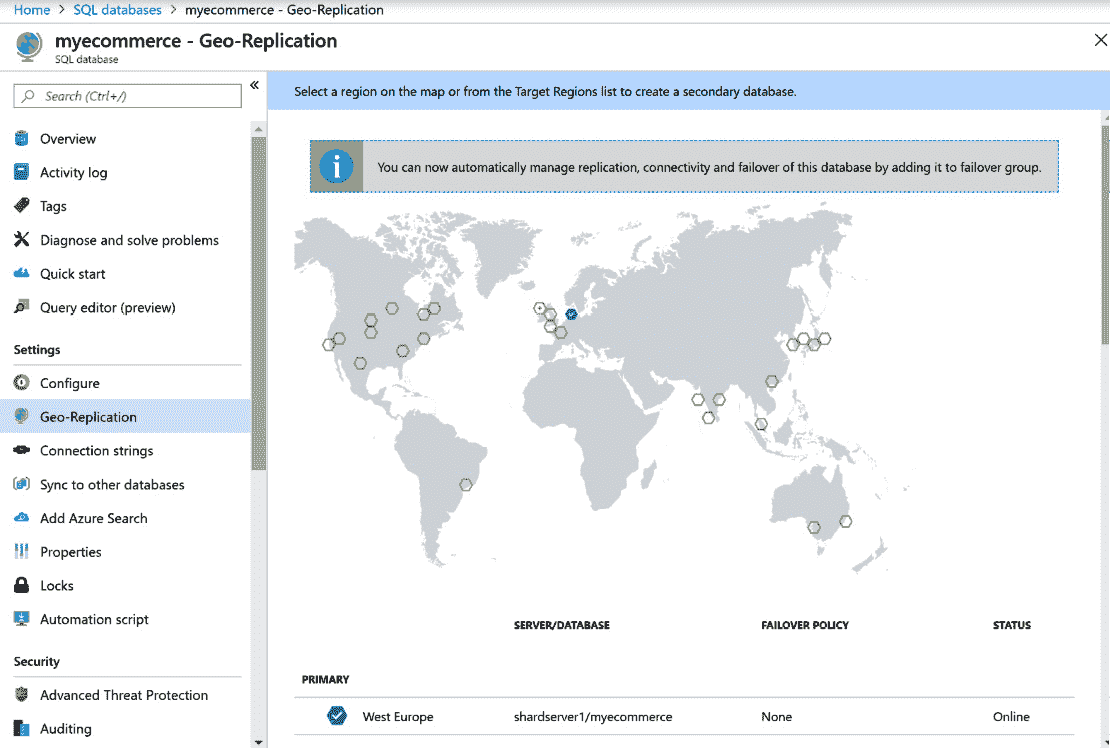 Home > SQL databases > myecommerce - Geo-Replication
myecommerce - Geo-Replication
SQL database
Search (Ctrl+/)
Overview
Activity log
Tags
Diagnose and solve problems
Quick start
Query editor (preview)
Settings
Configure
Geo-Replication
Connection strings
Sync to other databases
Add Azure Search
Properties
Locks
Automation script
Security
Advanced Threat Protection
Auditing
Select a region on the map or from the Target Regions list to create a secondary database.
You can now automatically manage replication, connectivity and failover of this database by adding it to failover group.
SERVER/DATABASE FAILOVER POLICY STATUS
PRIMARY
West Europe shardserver1/myecommerce None Online